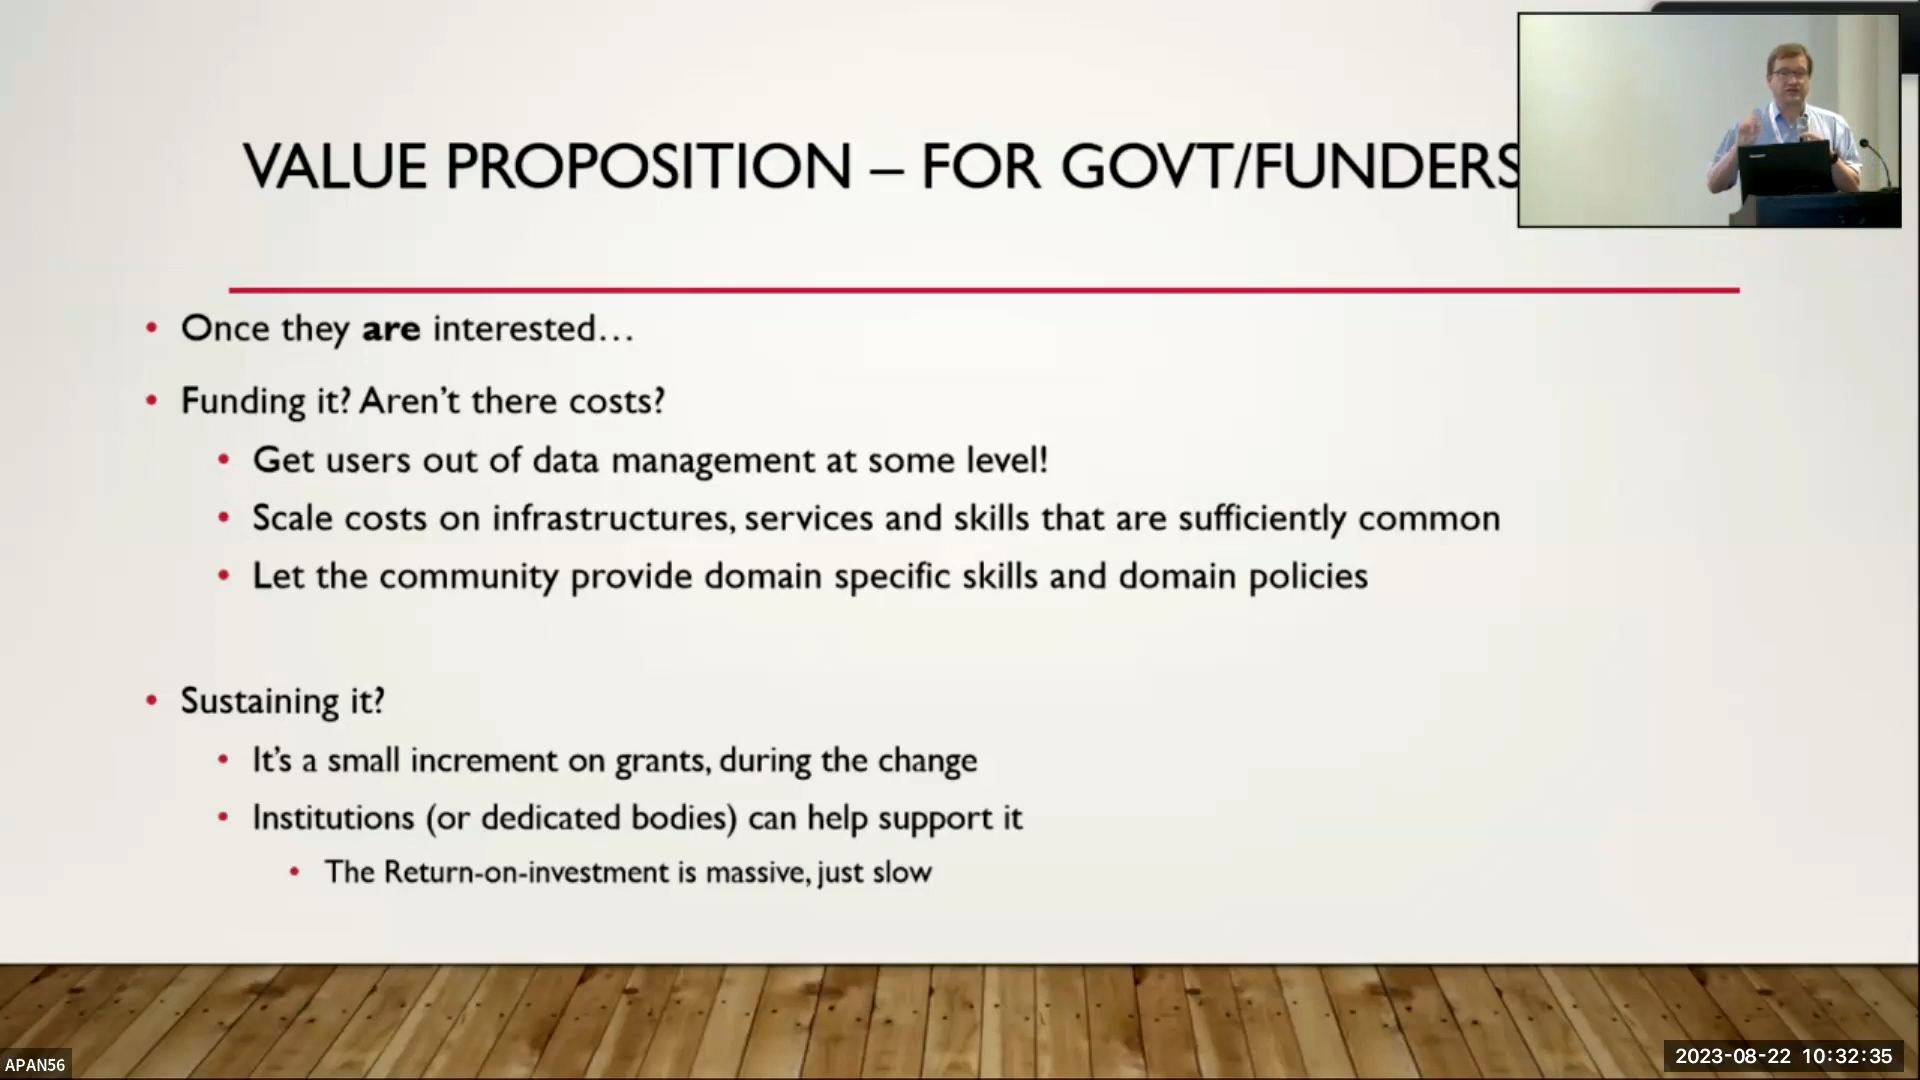 VALUE PROPOSITION – FOR GOVT/FUNDERS
• Once they are interested…
• Funding it? Aren't there costs?
• Get users out of data management at some level!
• Scale costs on infrastructures, services and skills that are sufficiently common
• Let the community provide domain specific skills and domain policies
• Sustaining it?
• It's a small increment on grants, during the change
• Institutions (or dedicated bodies) can help support it
• The Return-on-investment is massive, just slow
APAN56
2023-08-22 10:32:35